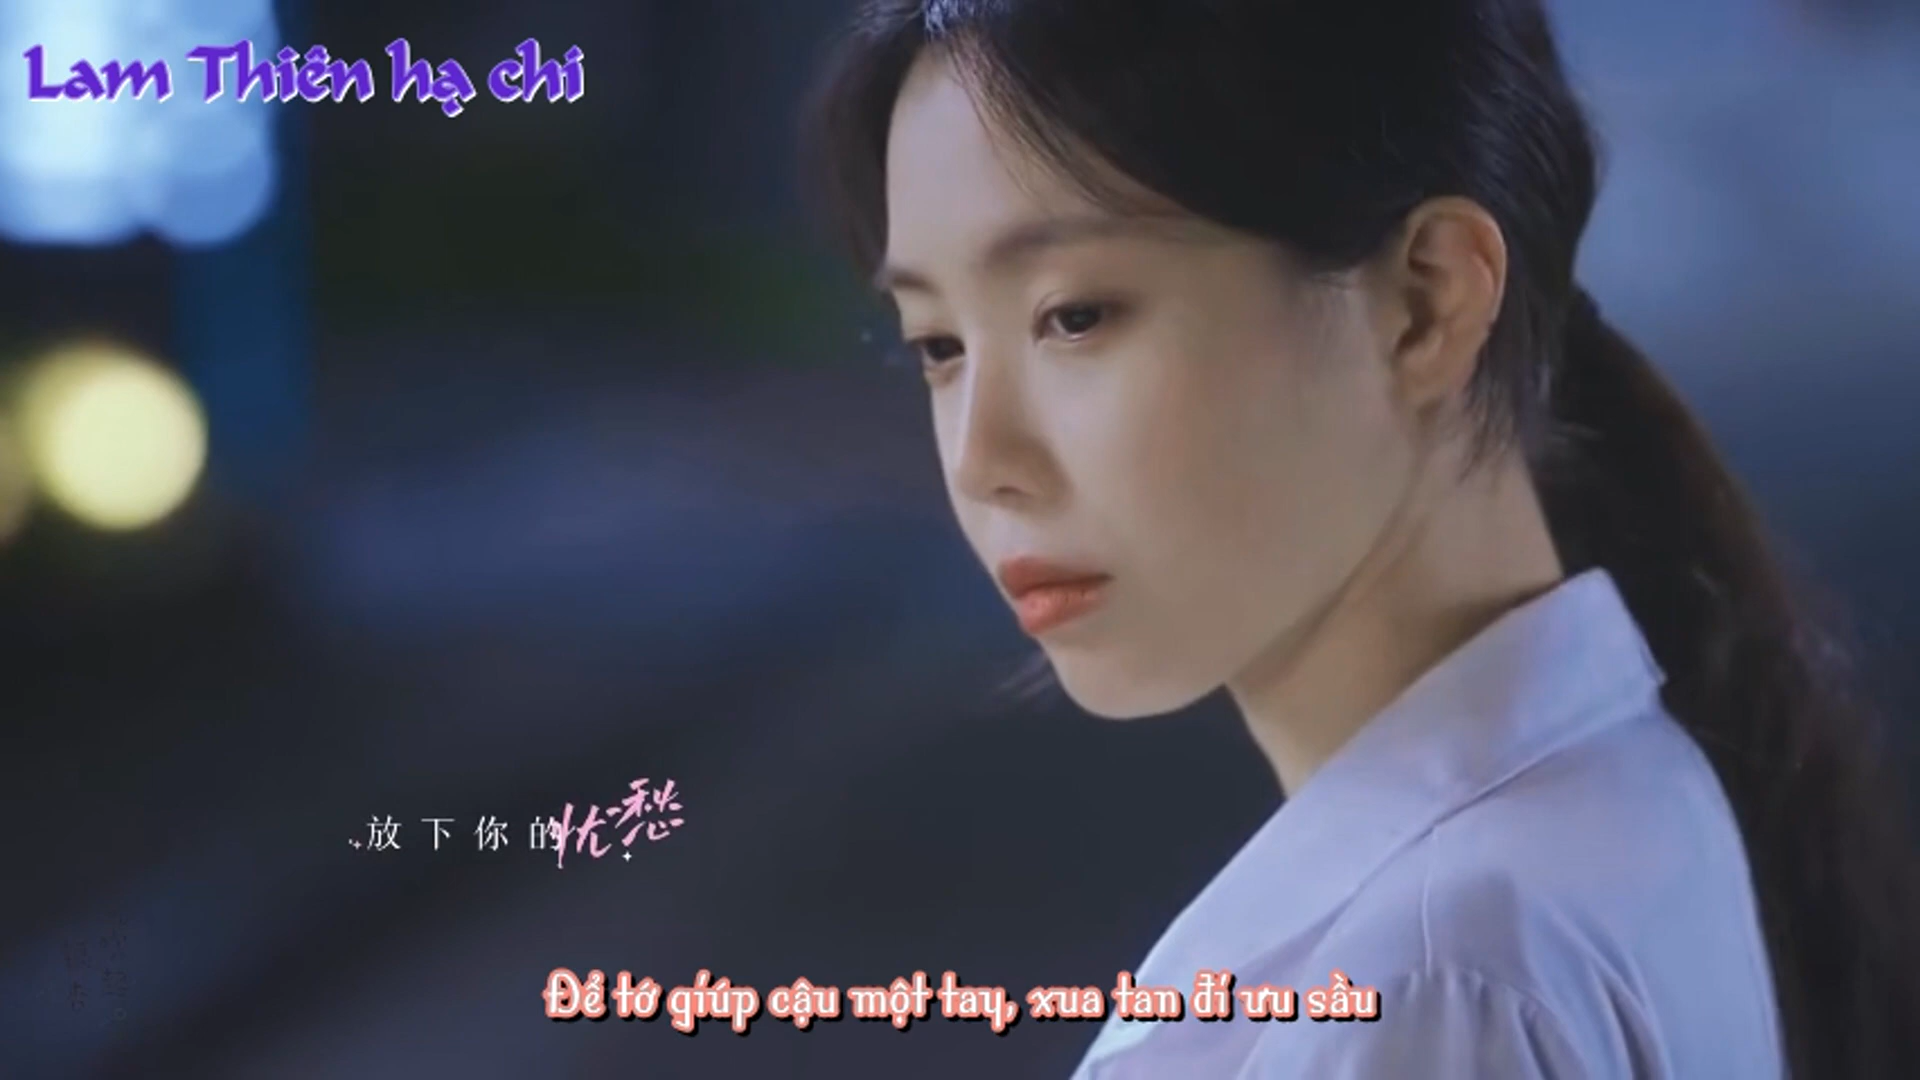 Lam Thiên hạ chi
放下你的忧愁
Để tớ giúp cậu một tay, xua tan đi ưu sầu